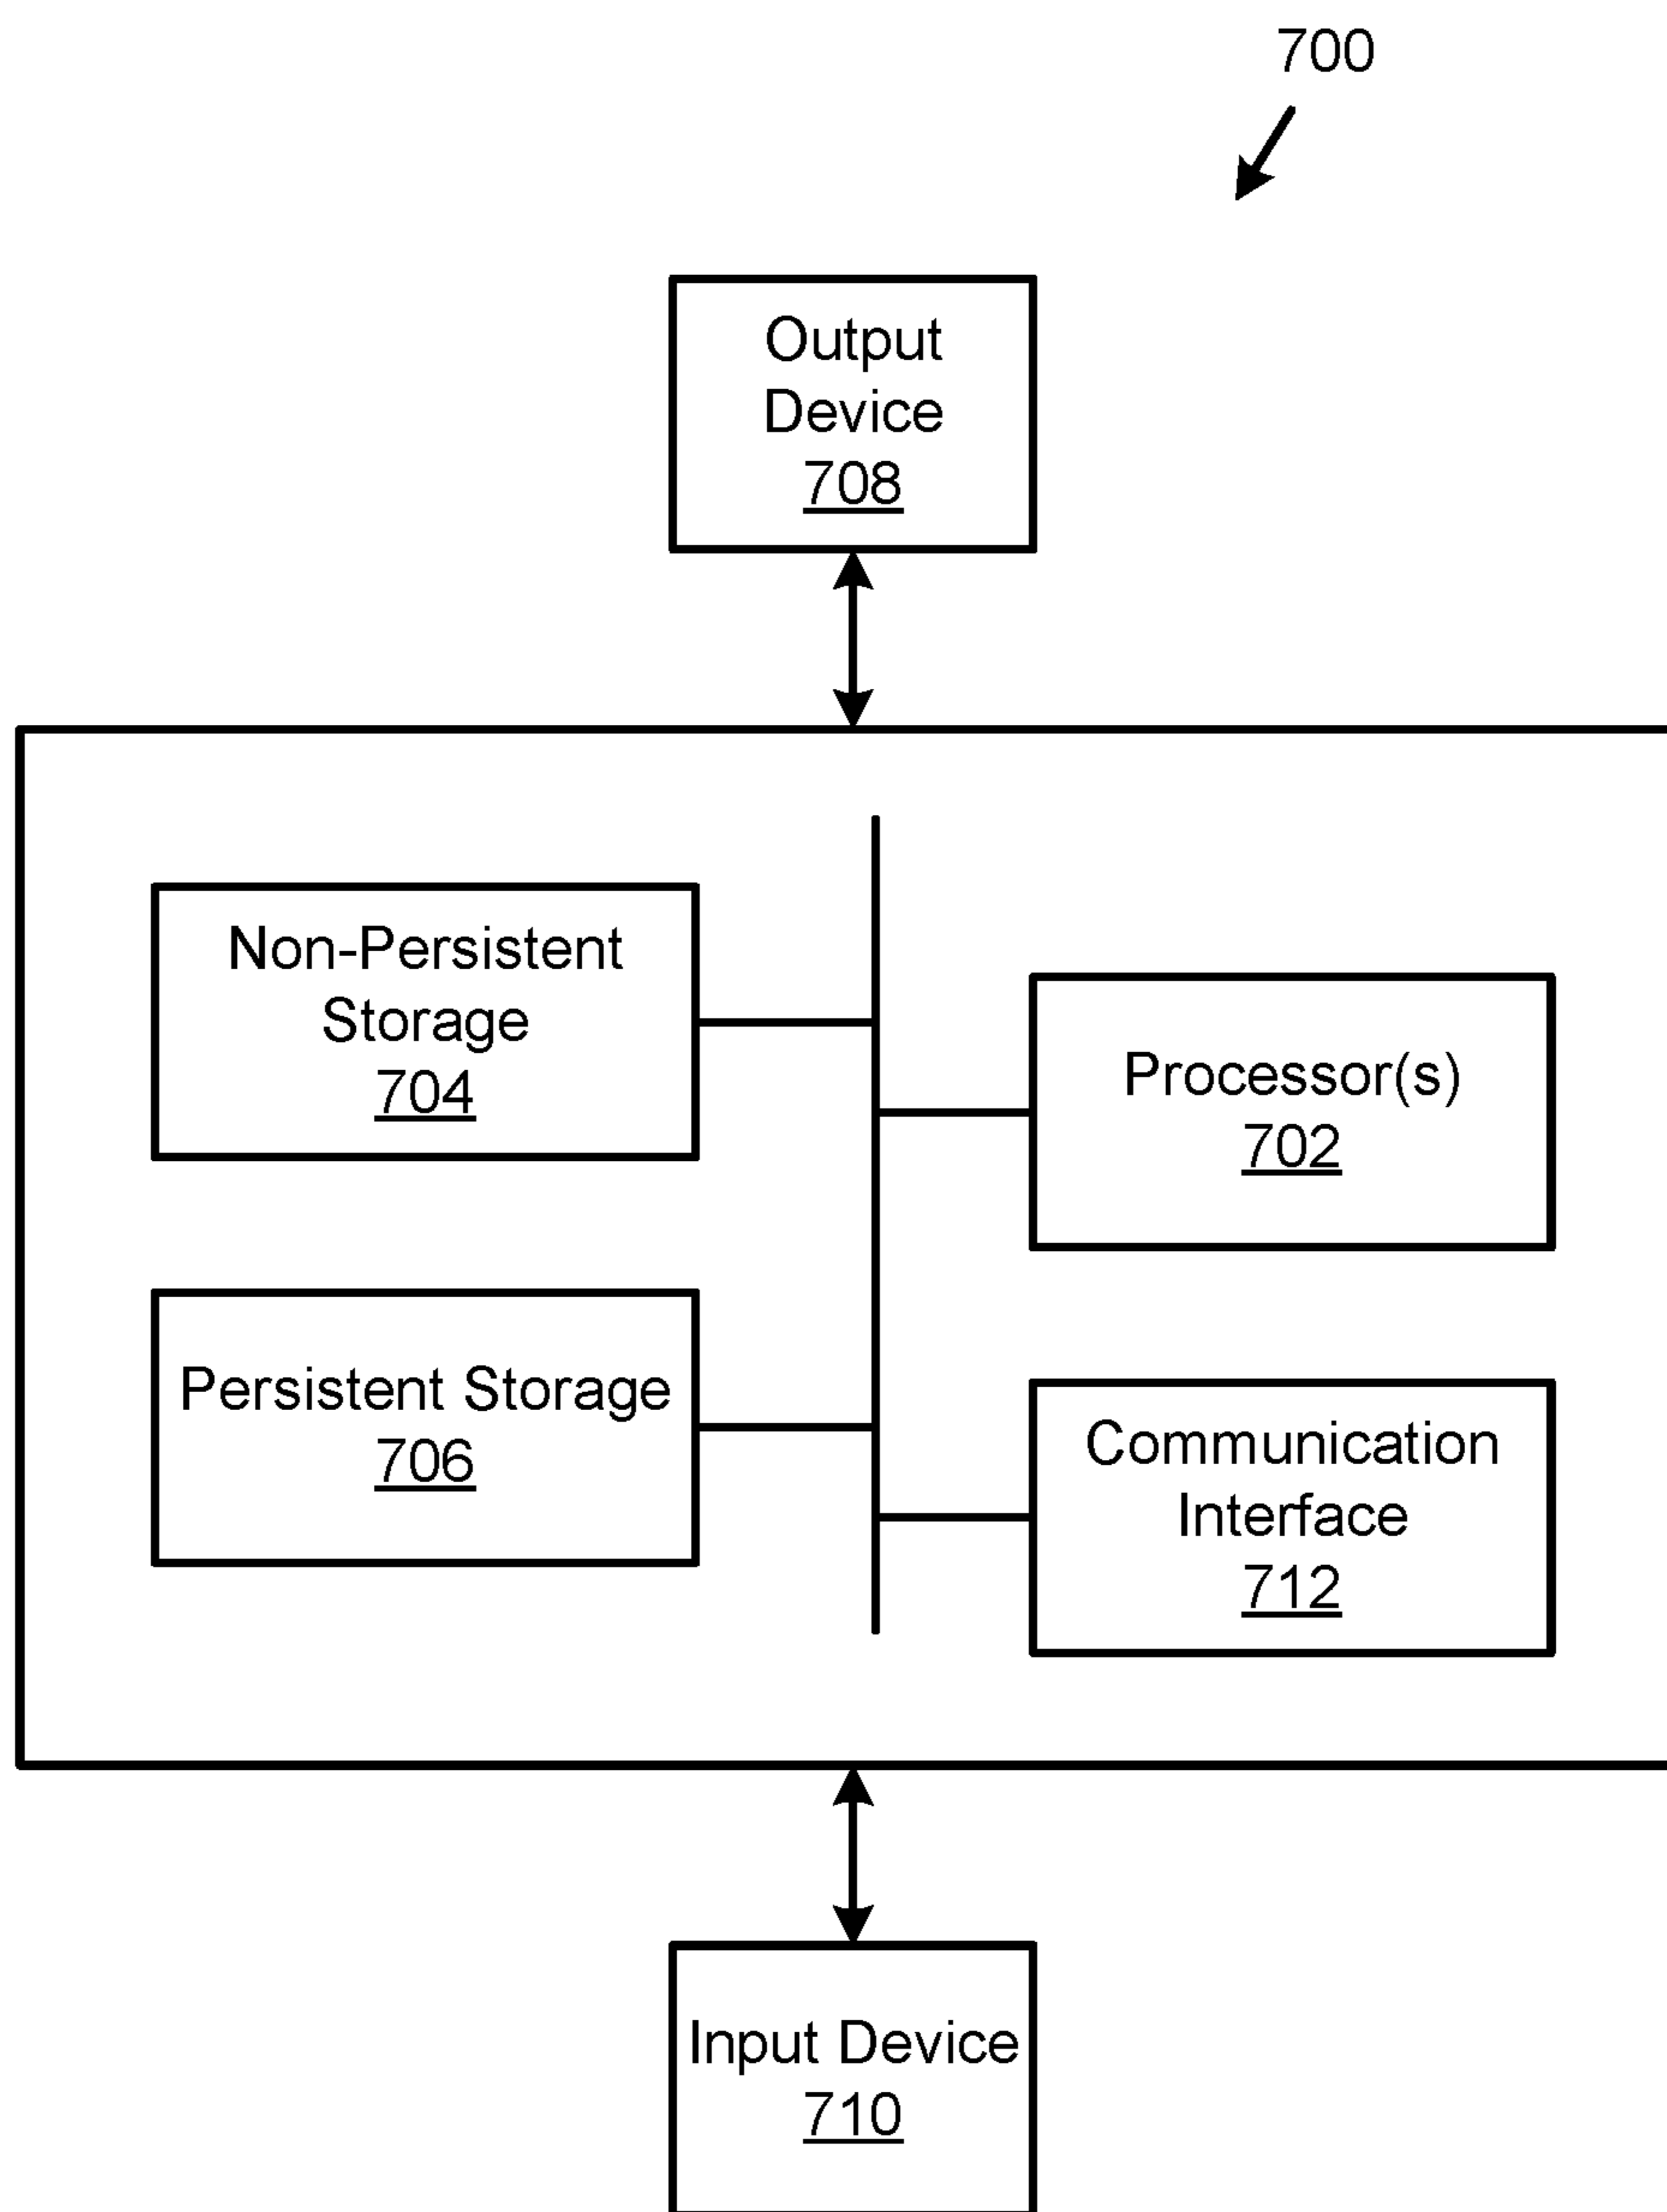 700
Output
Device
708
Non-Persistent
Storage
704
Processor(s)
702
Persistent Storage
706
Communication
Interface
712
Input Device
710